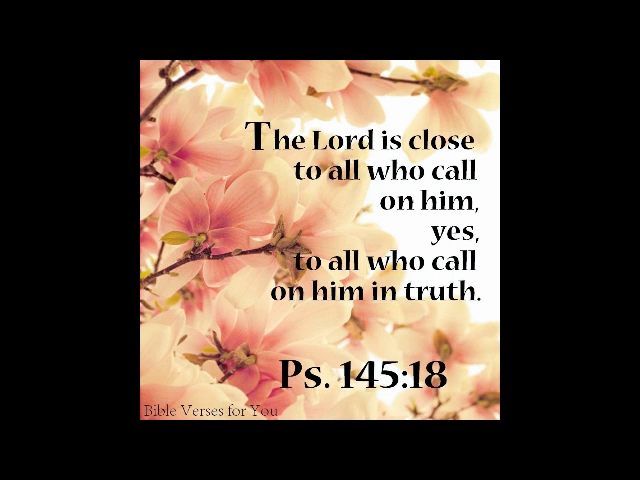 The Lord is close
to all who call
on him,
yes,
to all who call
on him in truth.
Ps. 145:18
Bible Verses for You